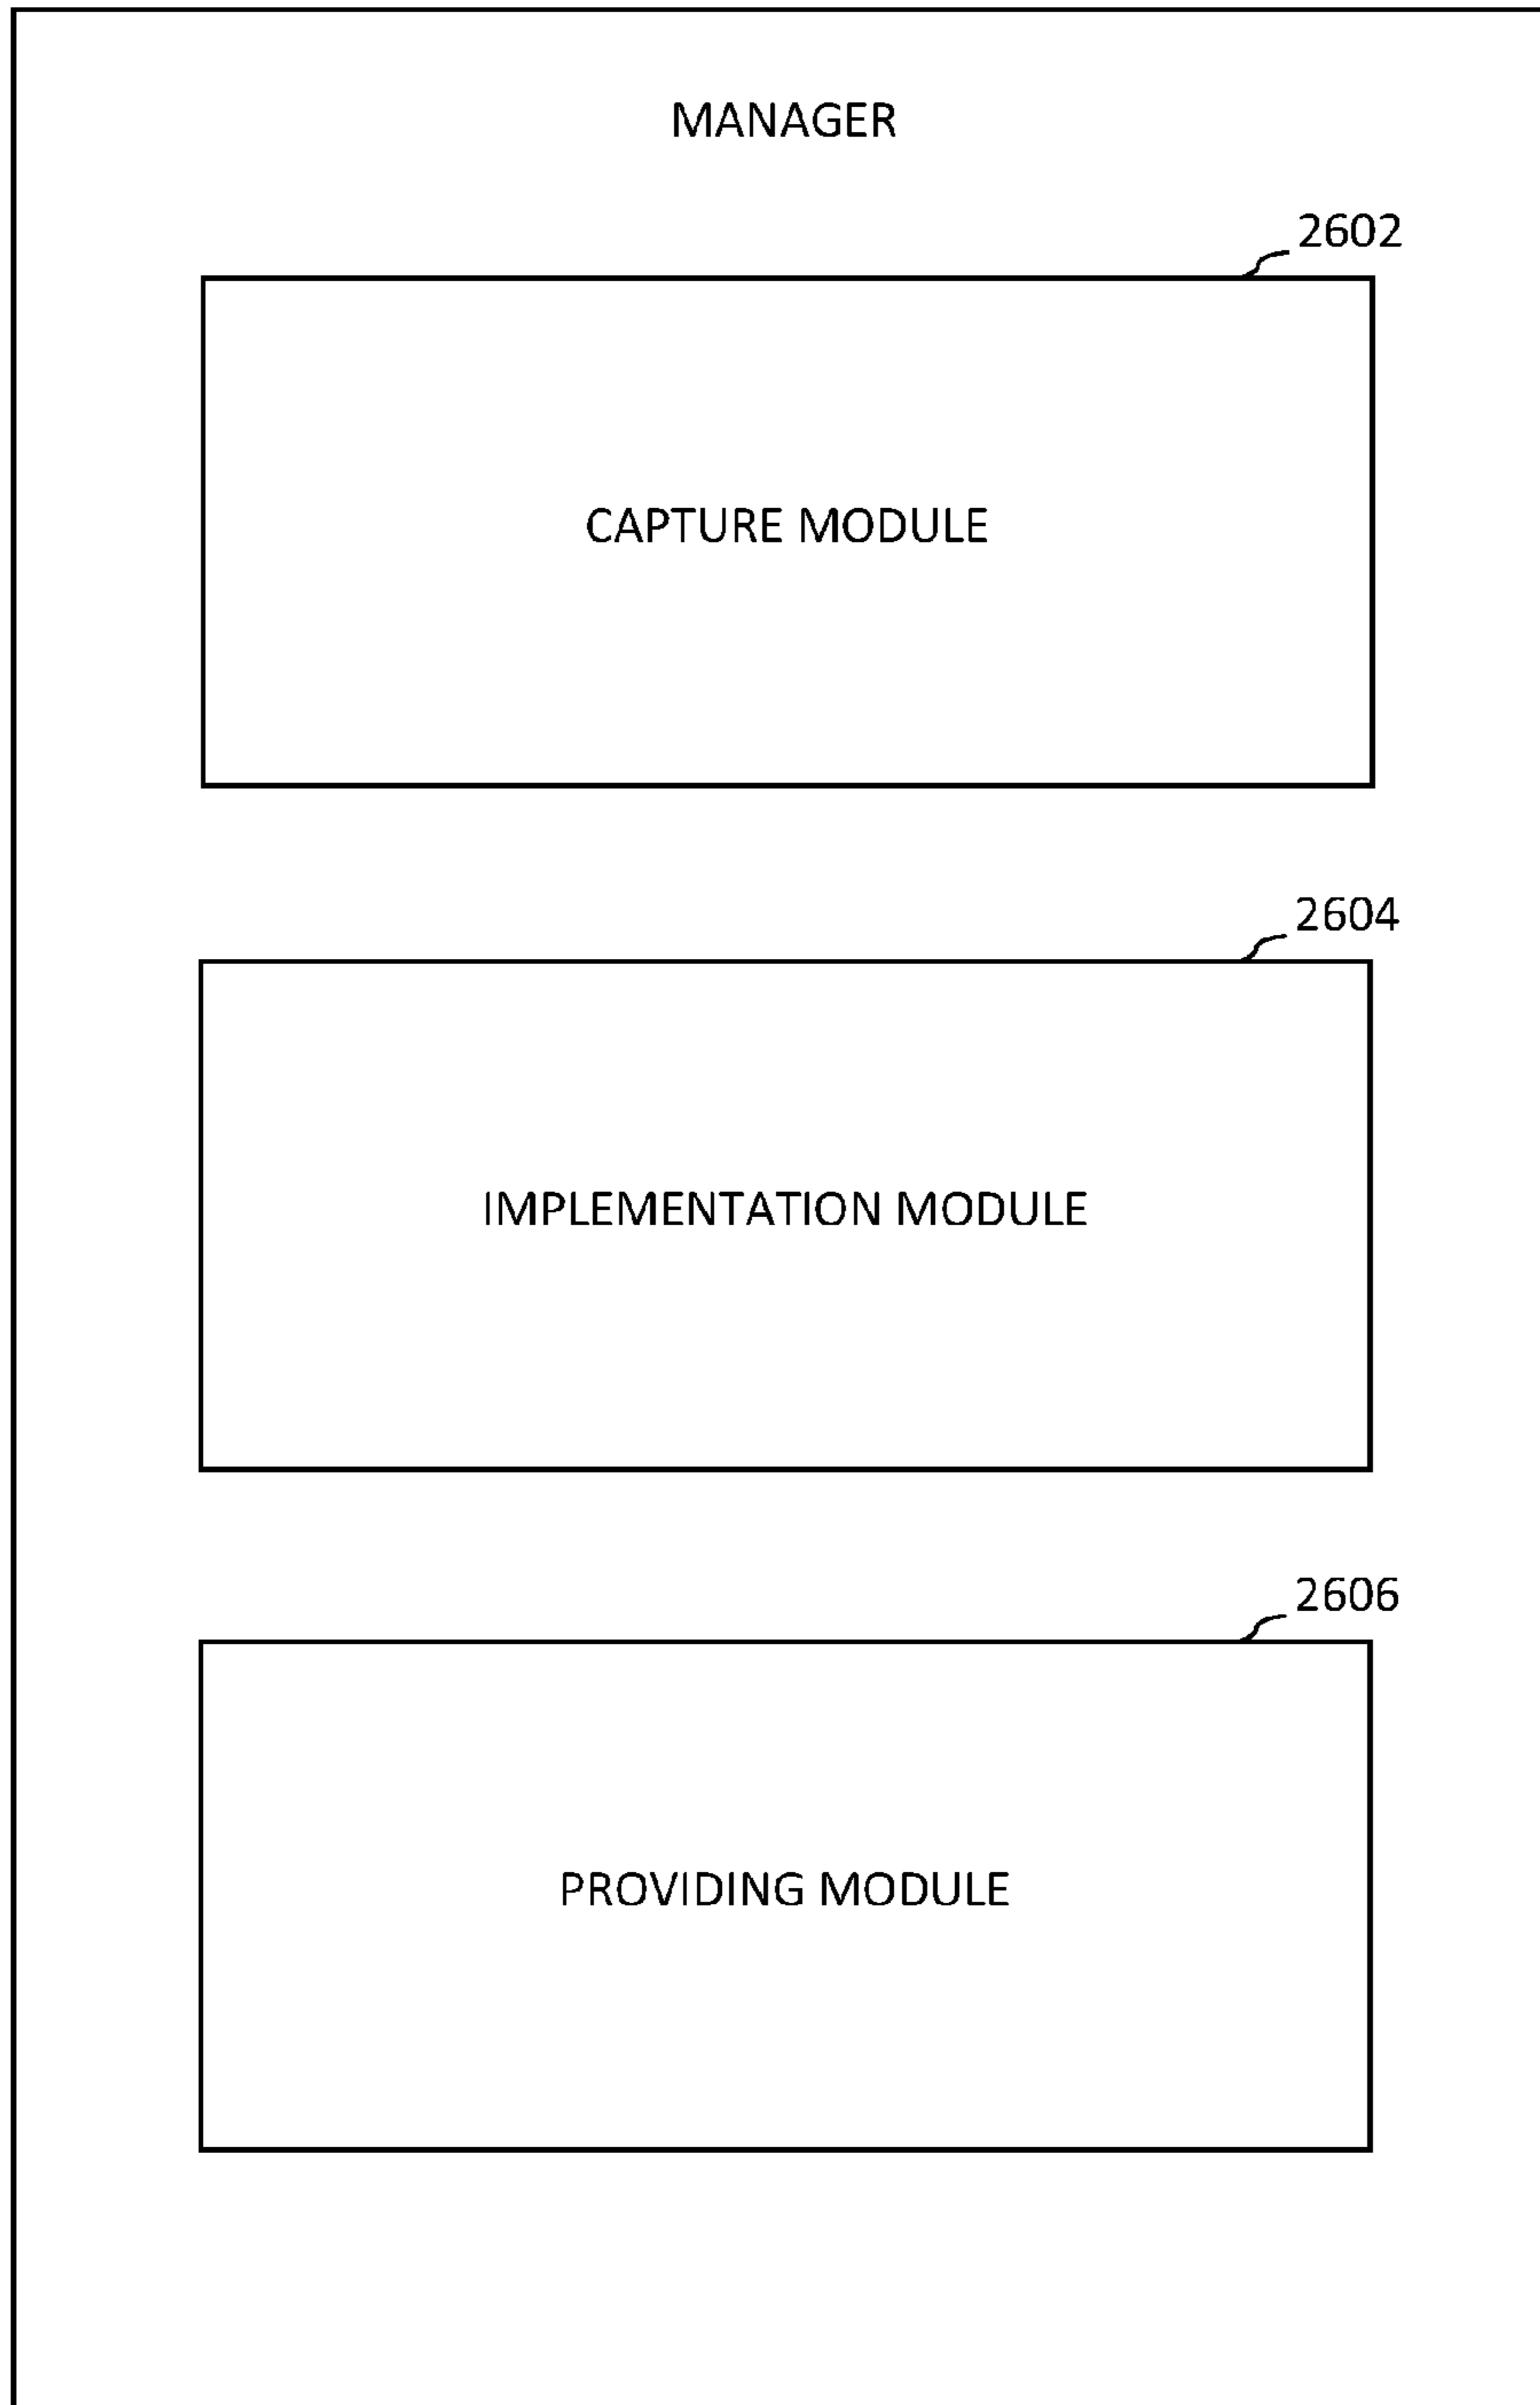 MANAGER
2602
CAPTURE MODULE
2604
IMPLEMENTATION MODULE
2606
PROVIDING MODULE